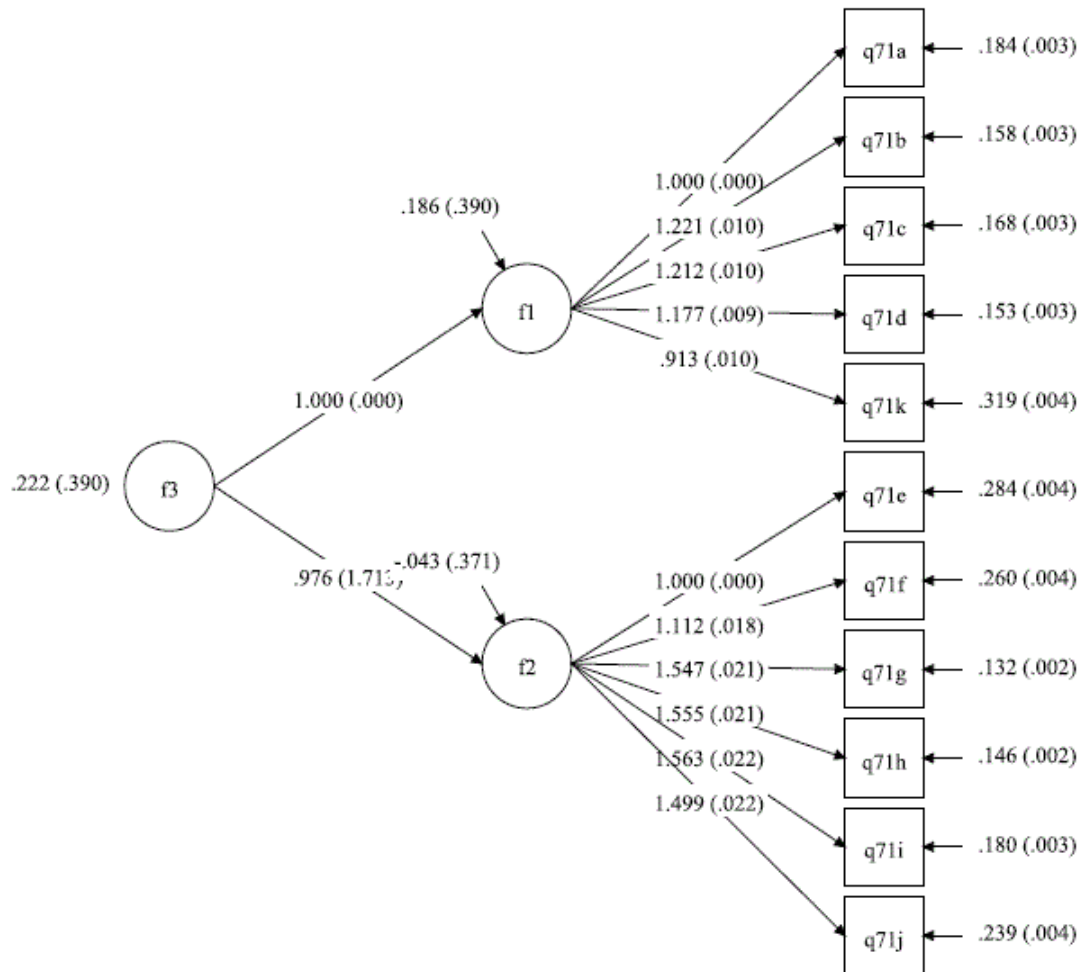 q71a
.184 (.003)
q71b
.158 (.003)
1.000 (.000)
.186 (.390)
1.221 (.010)
q71c
.168 (.003)
1.212 (.010)
f1
1.177 (.009)
q71d
.153 (.003)
.913 (.010)
1.000 (.000)
q71k
.319 (.004)
.222 (.390)
f3
q71e
.284 (.004)
-.043 (.371)
.976
1.000 (.000)
q71f
.260 (.004)
1.112 (.018)
f2
1.547 (.021)
q71g
.132 (.002)
1.555 (.021)
q71h
.146 (.002)
1.563 (.022)
1.499 (.022)
q71i
.180 (.003)
q71j
.239 (.004)